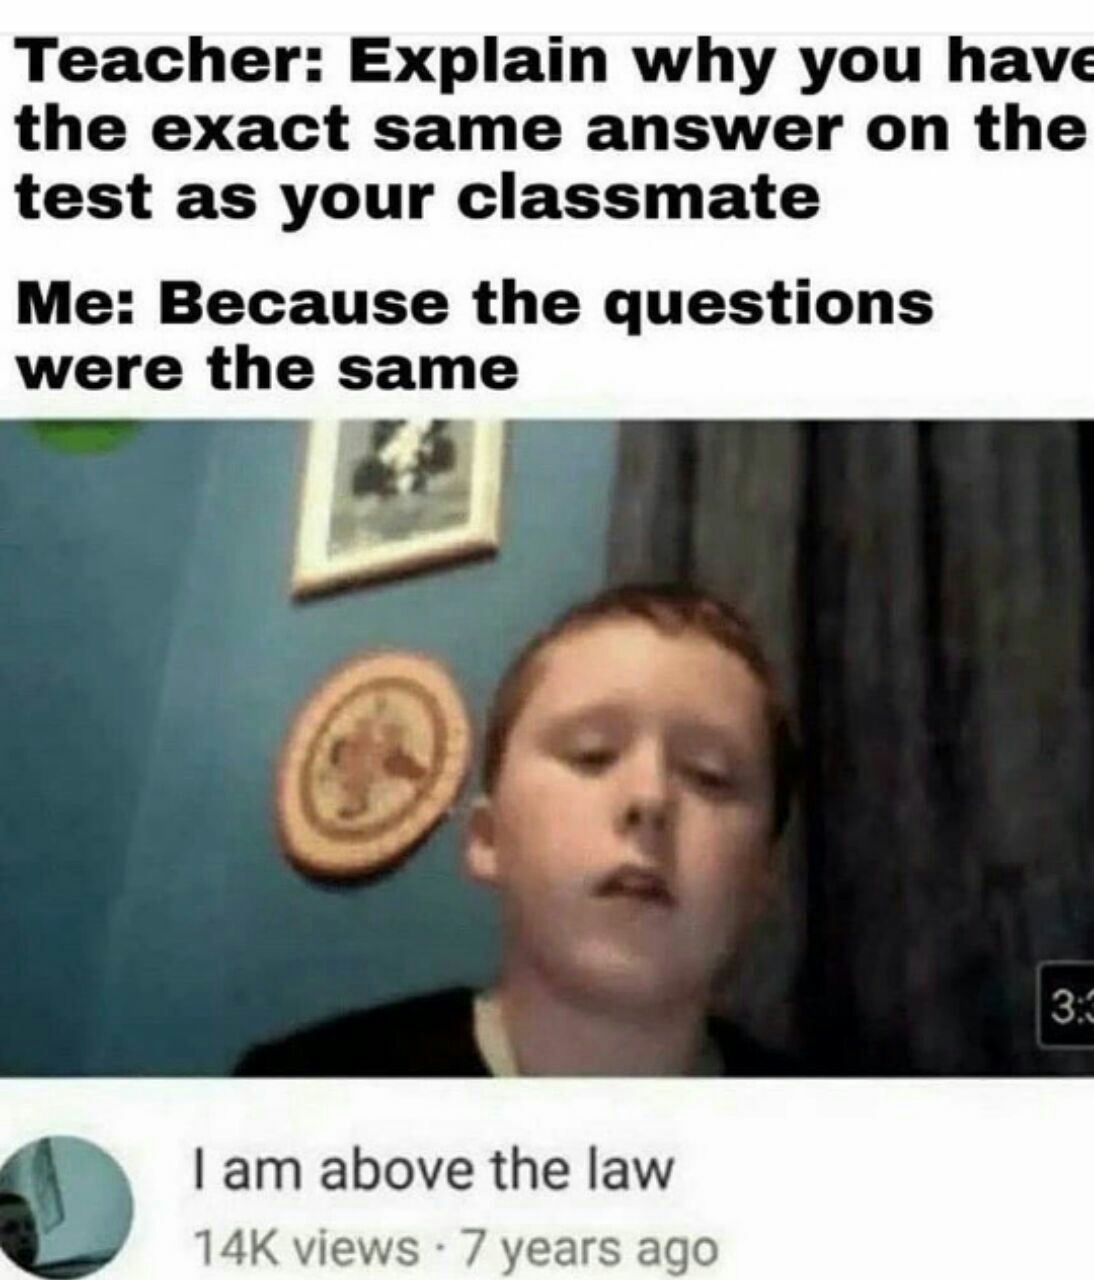 Teacher: Explain why you have
the exact same answer on the
test as your classmate
Me: Because the questions
were the same
I am above the law
14K views · 7 years ago